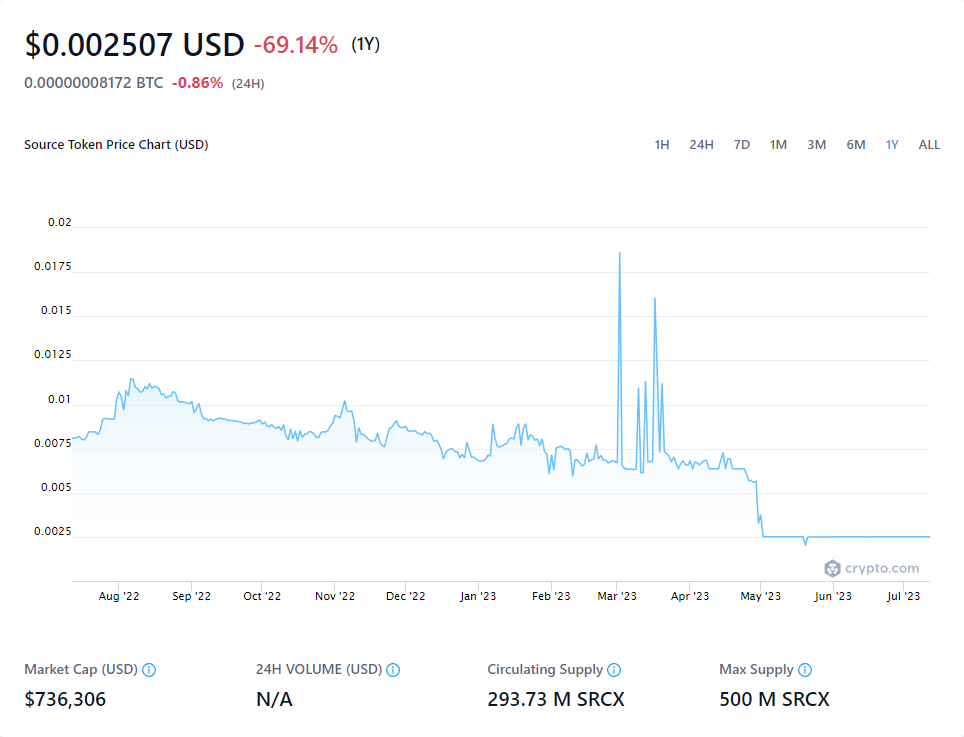 $0.002507 USD -69.14% (1Y)
0.00000008172 BTC -0.86% (24H)
Source Token Price Chart (USD) 1H 24H 7D 1M 3M 6M 1Y ALL
0.02
0.0175
0.015
0.0125
0.01
0.0075
0.005
0.0025
crypto.com
Aug '22 Sep '22 Oct '22 Nov '22 Dec '22 Jan '23 Feb '23 Mar '23 Apr '23 May '23 Jun '23 Jul '23
Market Cap (USD) 24H VOLUME (USD) Circulating Supply Max Supply
$736,306 N/A 293.73 M SRCX 500 M SRCX